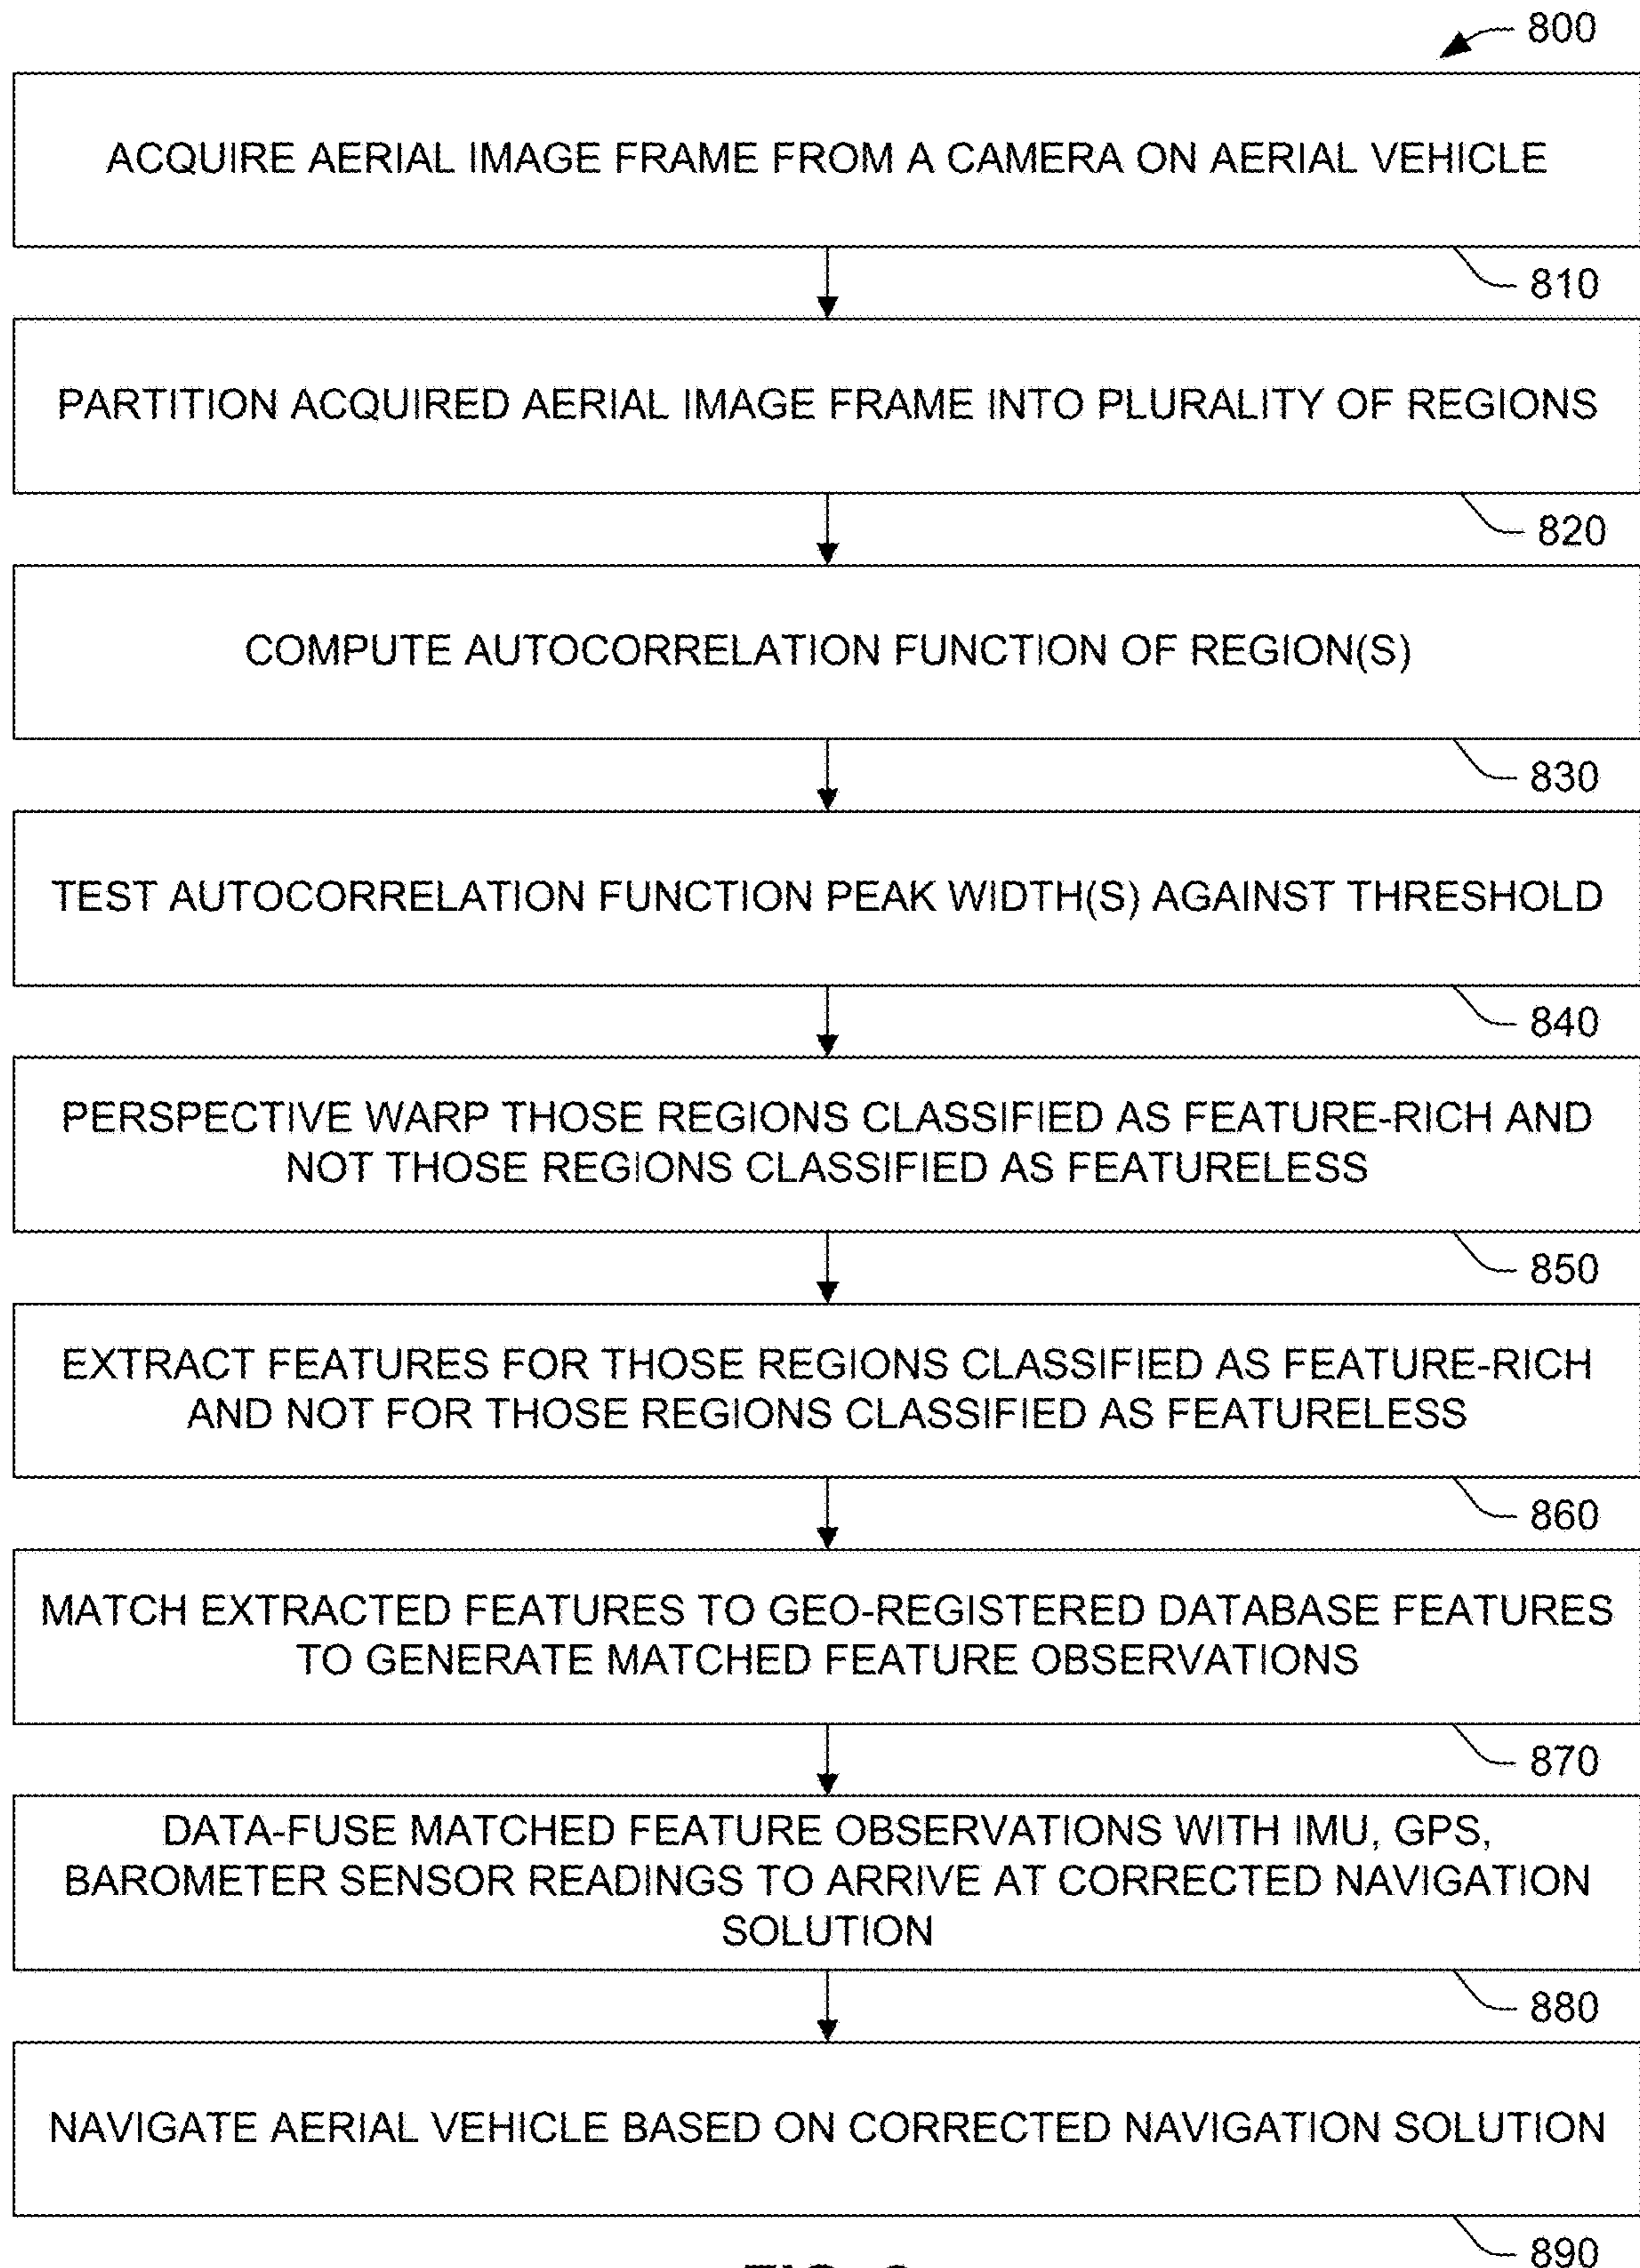 800
ACQUIRE AERIAL IMAGE FRAME FROM A CAMERA ON AERIAL VEHICLE
810
PARTITION ACQUIRED AERIAL IMAGE FRAME INTO PLURALITY OF REGIONS
820
COMPUTE AUTOCORRELATION FUNCTION OF REGION(S)
830
TEST AUTOCORRELATION FUNCTION PEAK WIDTH(S) AGAINST THRESHOLD
840
PERSPECTIVE WARP THOSE REGIONS CLASSIFIED AS FEATURE-RICH AND
NOT THOSE REGIONS CLASSIFIED AS FEATURELESS
850
EXTRACT FEATURES FOR THOSE REGIONS CLASSIFIED AS FEATURE-RICH
AND NOT FOR THOSE REGIONS CLASSIFIED AS FEATURELESS
860
MATCH EXTRACTED FEATURES TO GEO-REGISTERED DATABASE FEATURES
TO GENERATE MATCHED FEATURE OBSERVATIONS
870
DATA-FUSE MATCHED FEATURE OBSERVATIONS WITH IMU, GPS,
BAROMETER SENSOR READINGS TO ARRIVE AT CORRECTED NAVIGATION
SOLUTION
880
NAVIGATE AERIAL VEHICLE BASED ON CORRECTED NAVIGATION SOLUTION
890